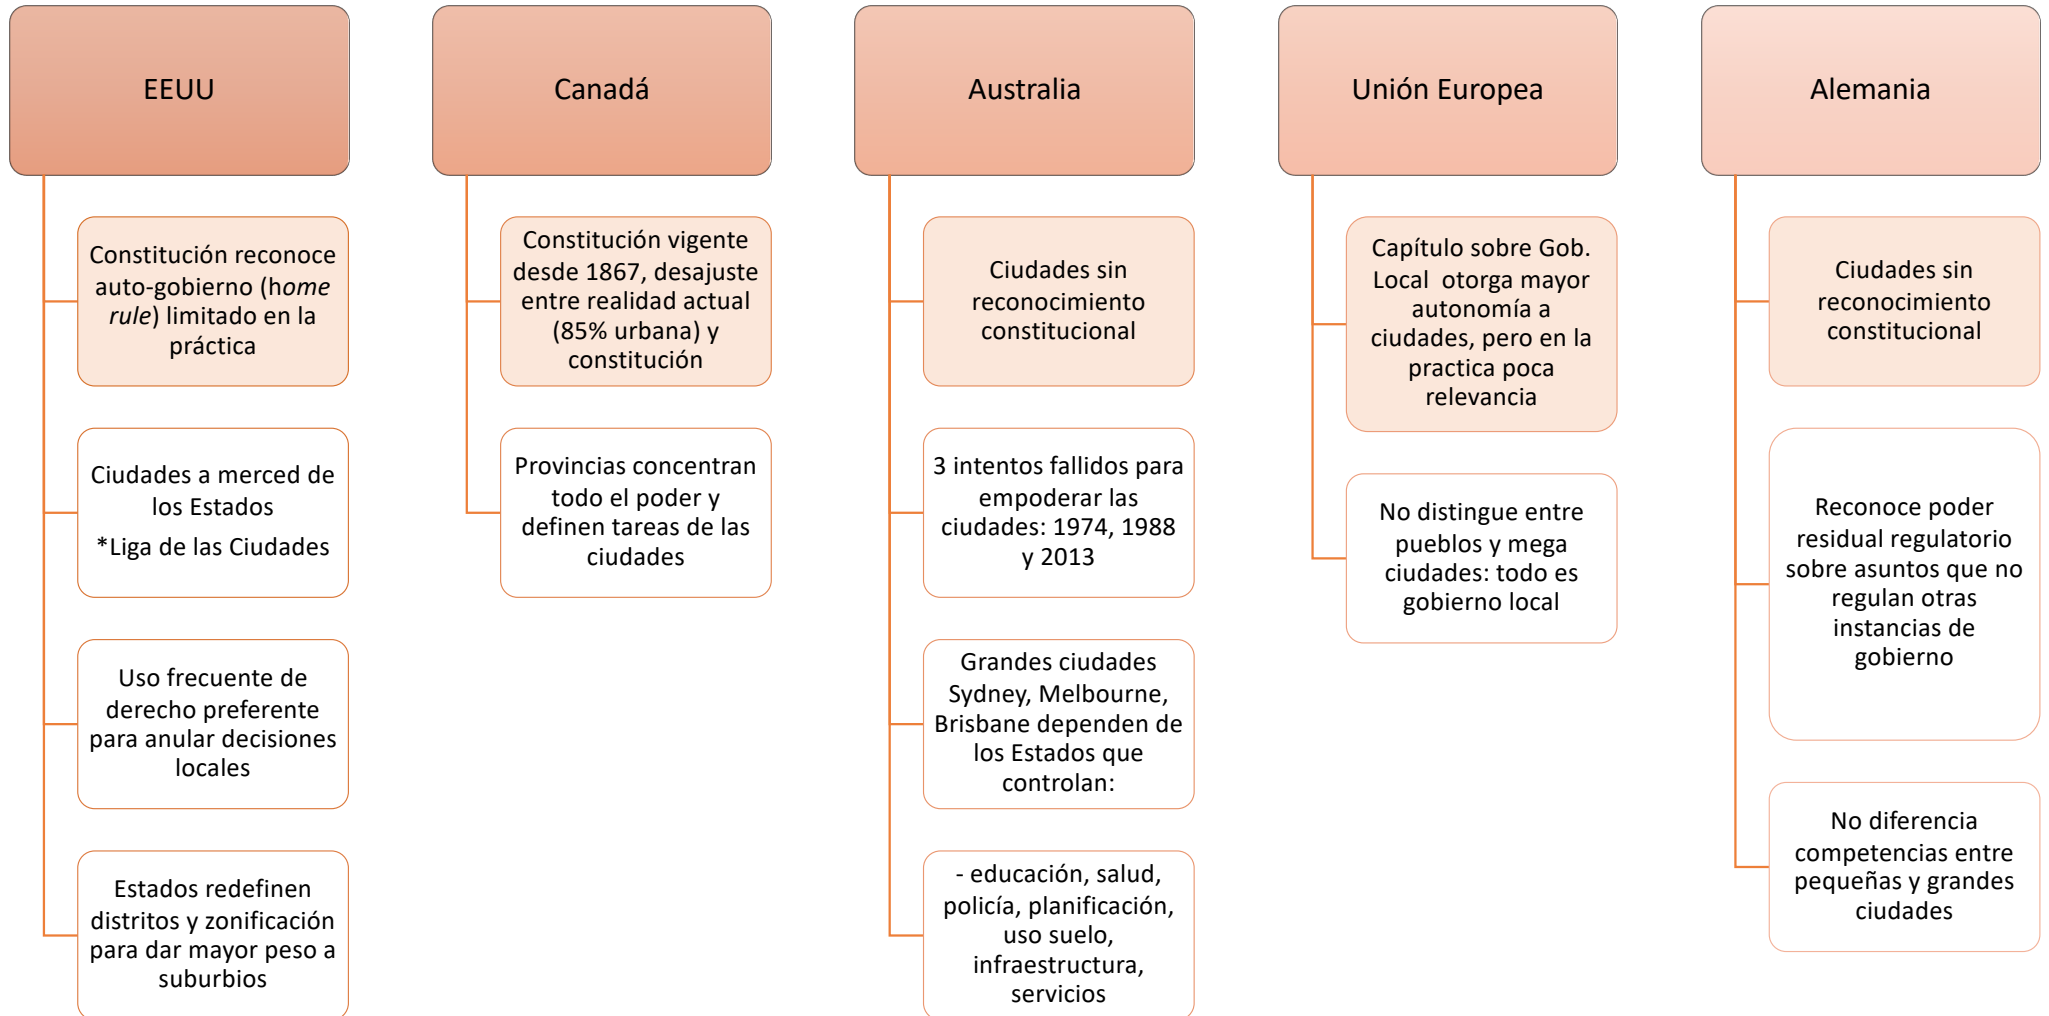 EEUU
Constitución reconoce
auto-gobierno (home
rule) limitado en la
práctica
Ciudades a merced de
los Estados
*Liga de las Ciudades
Uso frecuente de
derecho preferente
para anular decisiones
locales
Estados redefinen
distritos y zonificación
para dar mayor peso a
suburbios
Canadá
Constitución vigente
desde 1867, desajuste
entre realidad actual
(85% urbana) y
constitución
Provincias concentran
todo el poder y
definen tareas de las
ciudades
Australia
Ciudades sin
reconocimiento
constitucional
3 intentos fallidos para
empoderar las
ciudades: 1974, 1988
y 2013
Grandes ciudades
Sydney, Melbourne,
Brisbane dependen de
los Estados que
controlan:
- educación, salud,
policía, planificación,
uso suelo,
infraestructura,
servicios
Unión Europea
Capítulo sobre Gob.
Local otorga mayor
autonomía a
ciudades, pero en la
practica poca
relevancia
No distingue entre
pueblos y mega
ciudades: todo es
gobierno local
Alemania
Ciudades sin
reconocimiento
constitucional
Reconoce poder
residual regulatorio
sobre asuntos que no
regulan otras
instancias de
gobierno
No diferencia
competencias entre
pequeñas y grandes
ciudades